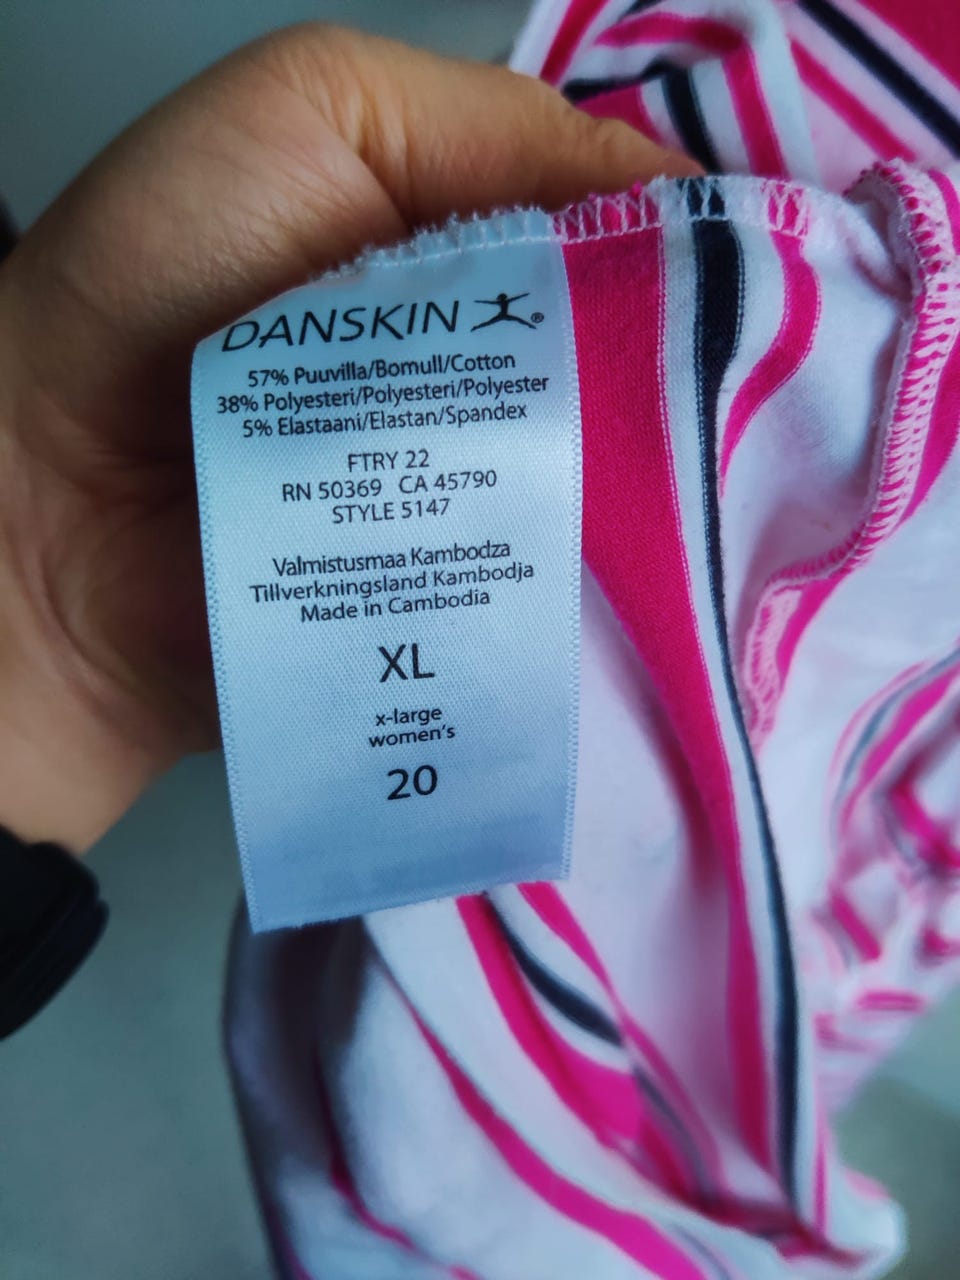 DANSKIN ®
57% Puuvilla/Bomull/Cotton
38% Polyesteri/Polyesteri/Polyester
5% Elastaani/Elastan/Spandex
FTRY 22
RN 50369 CA 45790
STYLE 5147
Valmistusmaa Kambodza
Tillverkningsland Kambodja
Made in Cambodia
XL
x-large
women's
20